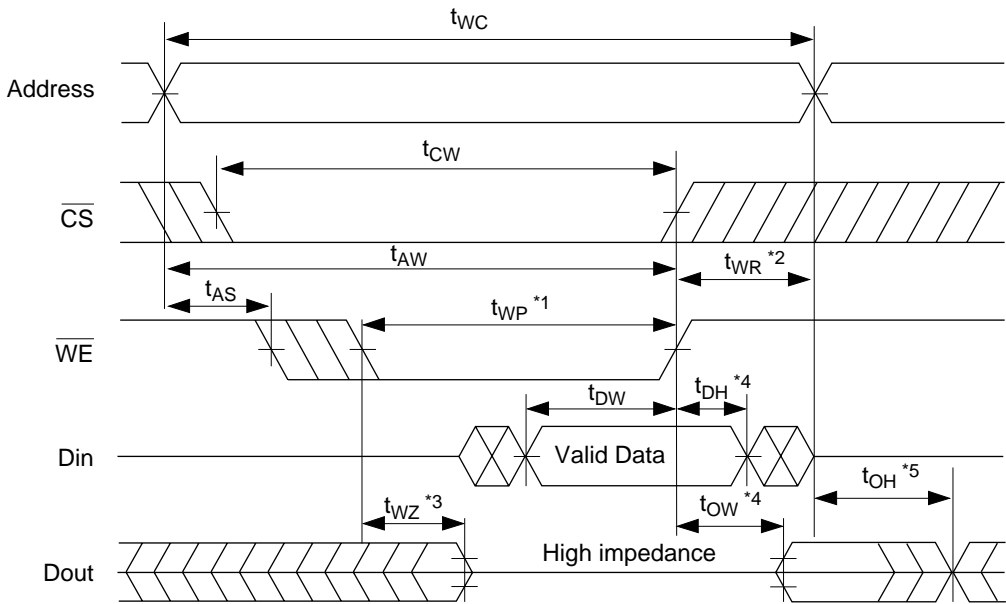 tWC
Address
tCW
CS
tAW
tWR *2
tAS
tWP *1
WE
tDW
tDH *4
Din
Valid Data
tOH *5
tWZ *3
tOW *4
High impedance
Dout